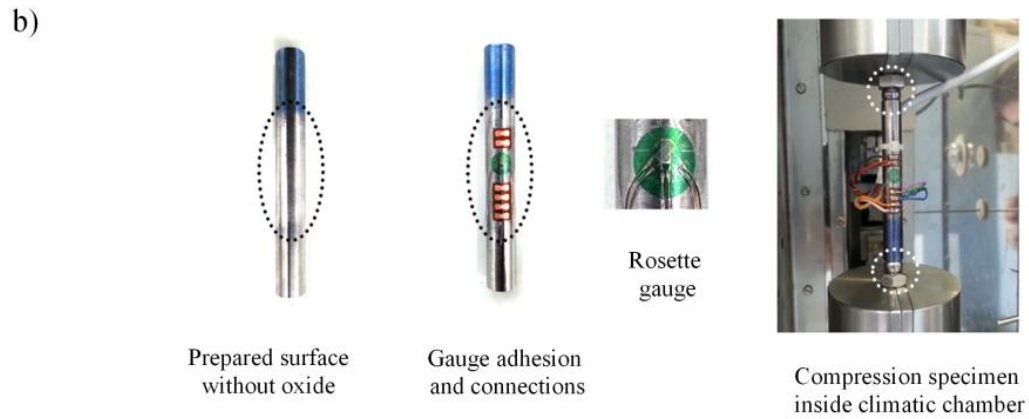 b)
Prepared surface
without oxide
Gauge adhesion
and connections
Rosette
gauge
Compression specimen
inside climatic chamber